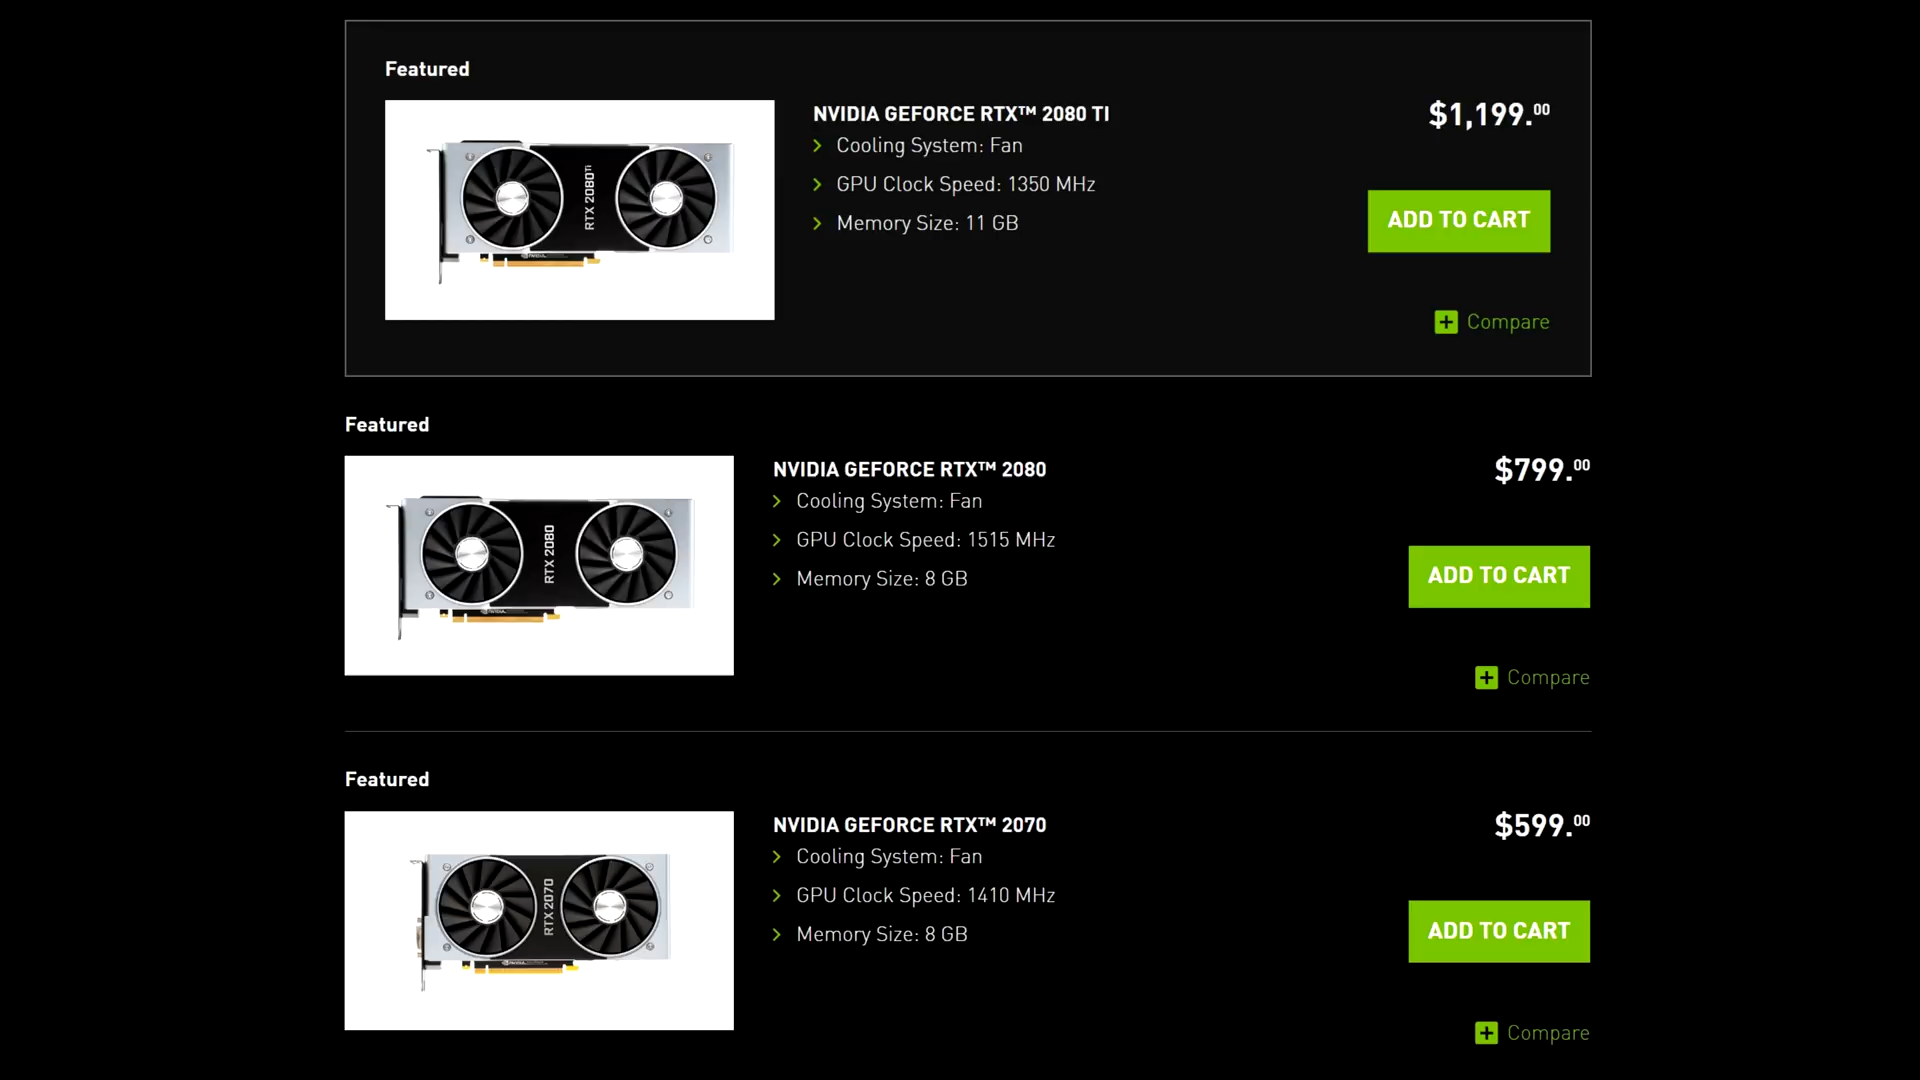 Featured
NVIDIA GEFORCE RTX™ 2080 TI
$1,199.00
Cooling System: Fan
GPU Clock Speed: 1350 MHz
Memory Size: 11 GB
ADD TO CART
Compare
RTX 2080Ti
NVIDIA
Featured
NVIDIA GEFORCE RTX™ 2080
$799.00
Cooling System: Fan
GPU Clock Speed: 1515 MHz
Memory Size: 8 GB
ADD TO CART
Compare
RTX 2080
NVIDIA
Featured
NVIDIA GEFORCE RTX™ 2070
$599.00
Cooling System: Fan
GPU Clock Speed: 1410 MHz
Memory Size: 8 GB
ADD TO CART
Compare
RTX 2070
NVIDIA